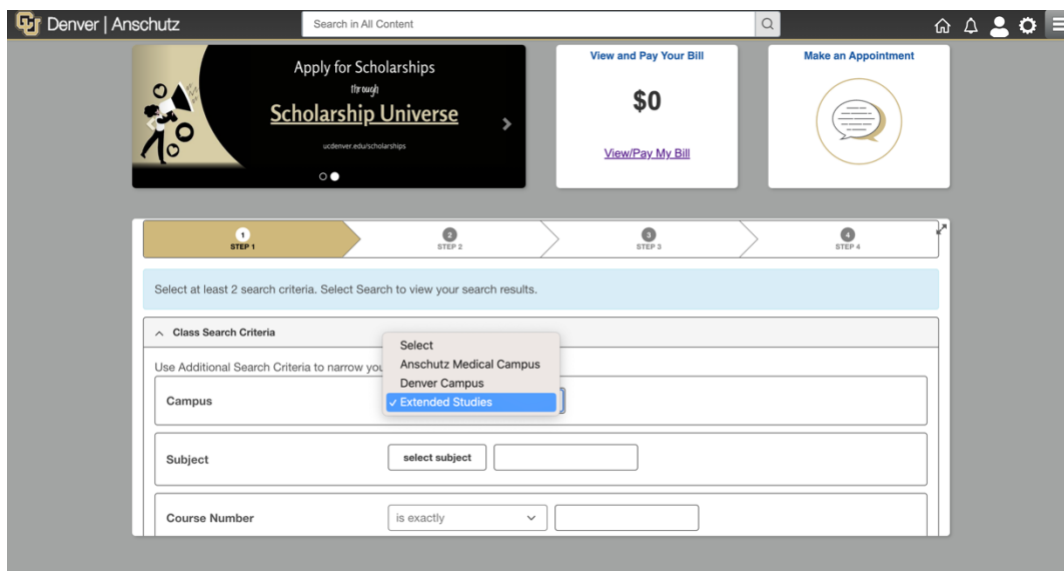 Denver | Anschutz
Search in All Content
Apply for Scholarships
through
Scholarship Universe
ucdenver.edu/scholarships
View and Pay Your Bill
$0
View/Pay My Bill
Make an Appointment
1
STEP 1
2
STEP 2
3
STEP 3
4
STEP 4
Select at least 2 search criteria. Select Search to view your search results.
Class Search Criteria
Use Additional Search Criteria to narrow you
Campus
Select
Anschutz Medical Campus
Denver Campus
✓ Extended Studies
Subject
select subject
Course Number
is exactly